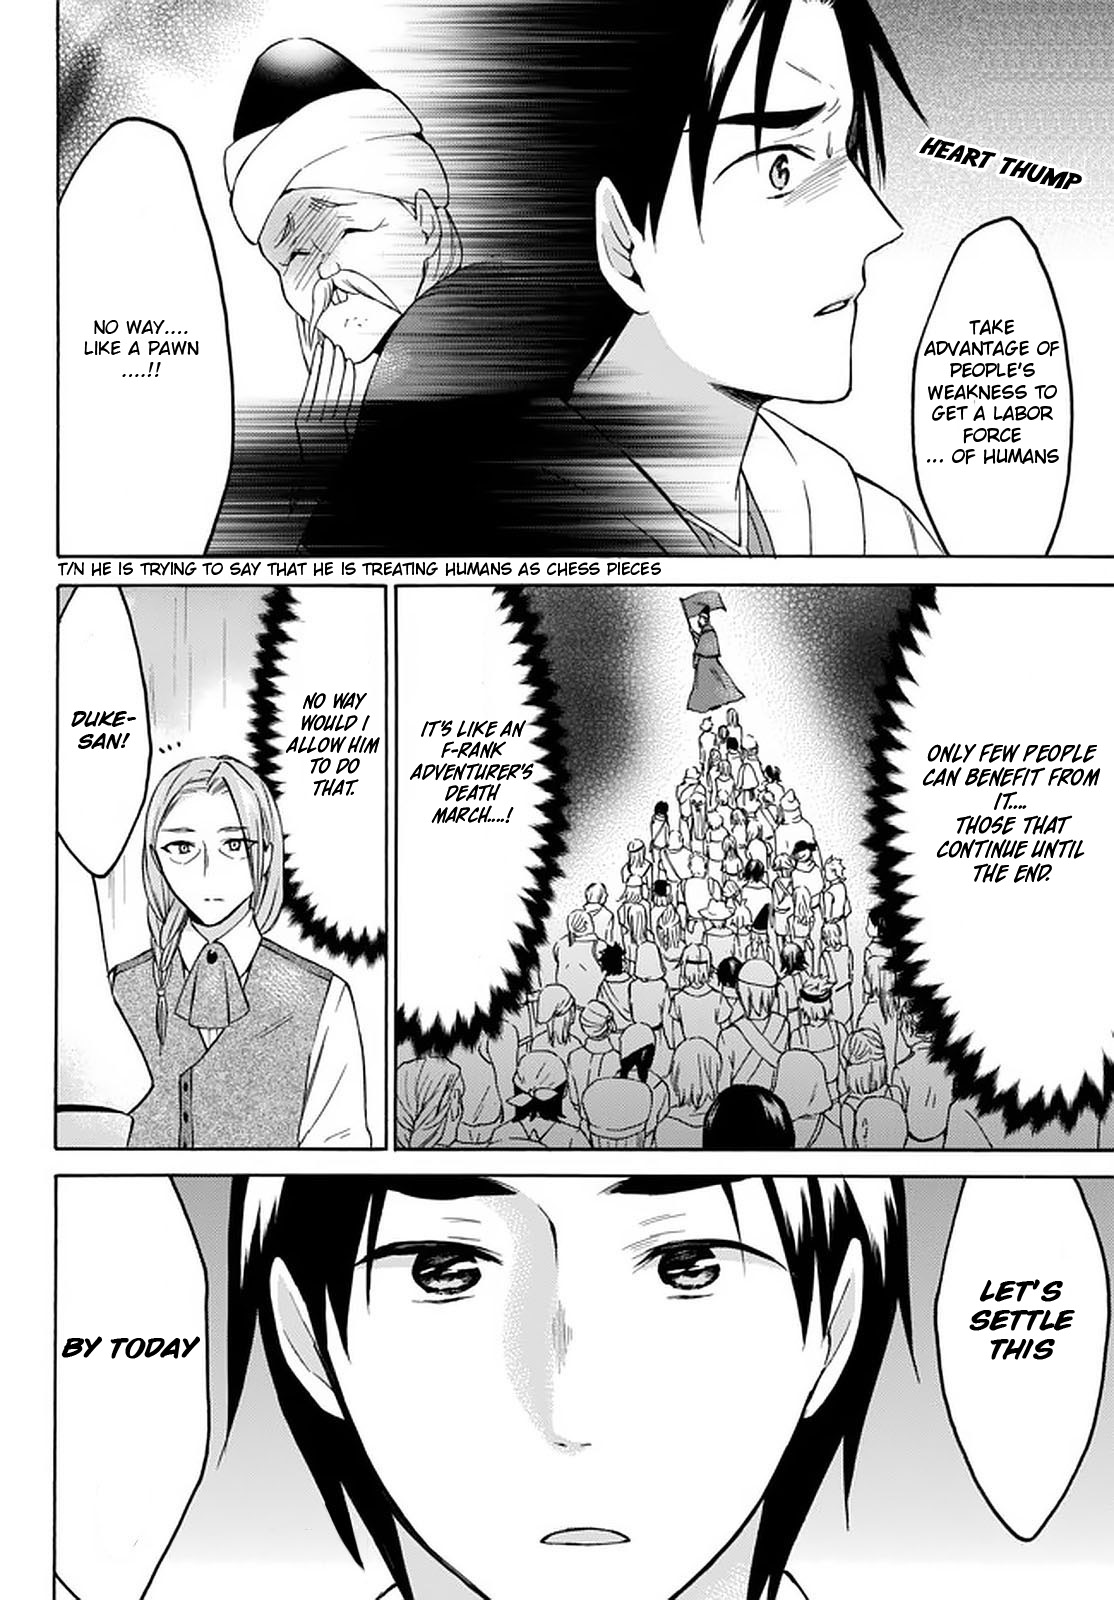 HEART THUMP
TAKE
ADVANTAGE OF
PEOPLE'S
WEAKNESS TO
GET A LABOR
FORCE
... OF HUMANS
NO WAY....
LIKE A PAWN
....!!
T/N HE IS TRYING TO SAY THAT HE IS TREATING HUMANS AS CHESS PIECES
ONLY FEW PEOPLE
CAN BENEFIT FROM
IT....
THOSE THAT
CONTINUE UNTIL
THE END.
IT'S LIKE AN
F-RANK
ADVENTURER'S
DEATH
MARCH....!
NO WAY
WOULD I
ALLOW HIM
TO DO
THAT.
DUKE-
SAN!
LET'S
SETTLE
THIS
BY TODAY